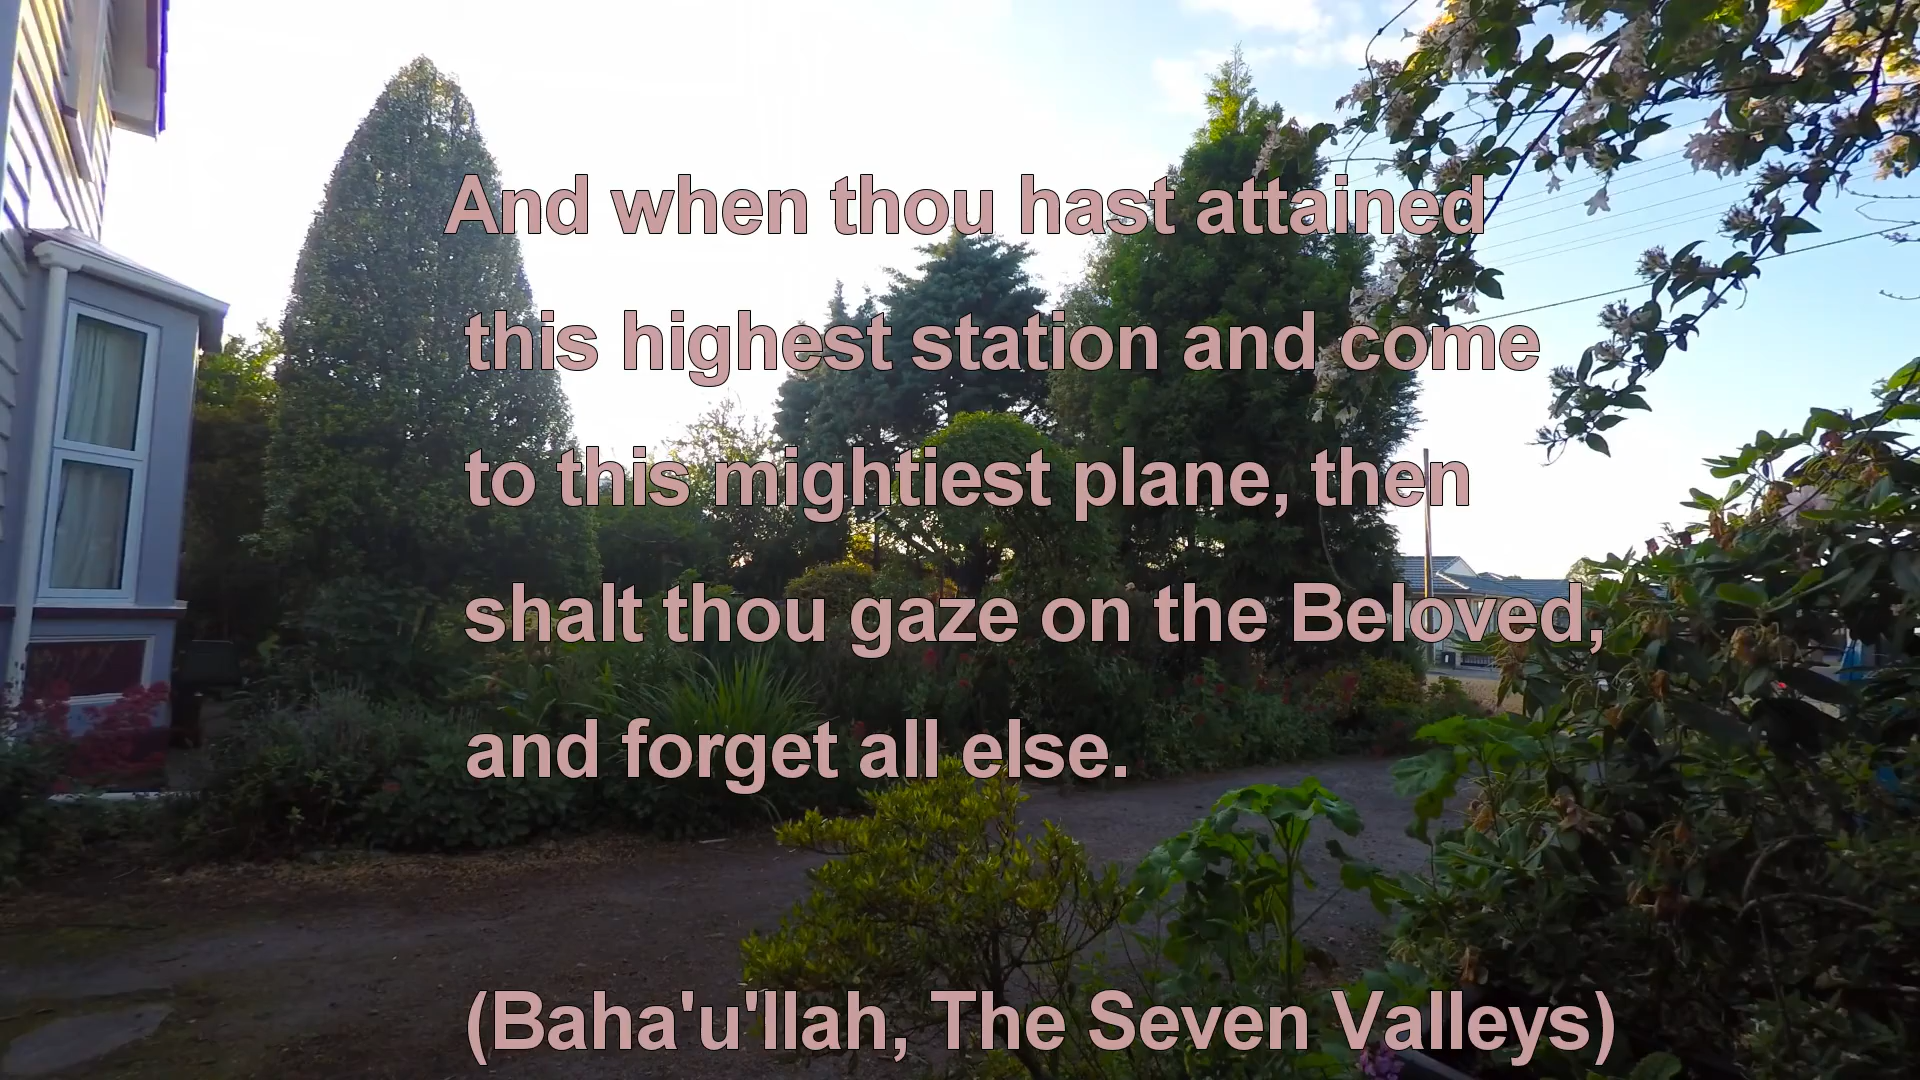 And when thou hast attained
this highest station and come
to this mightiest plane, then
shalt thou gaze on the Beloved,
and forget all else.
(Baha'u'llah, The Seven Valleys)